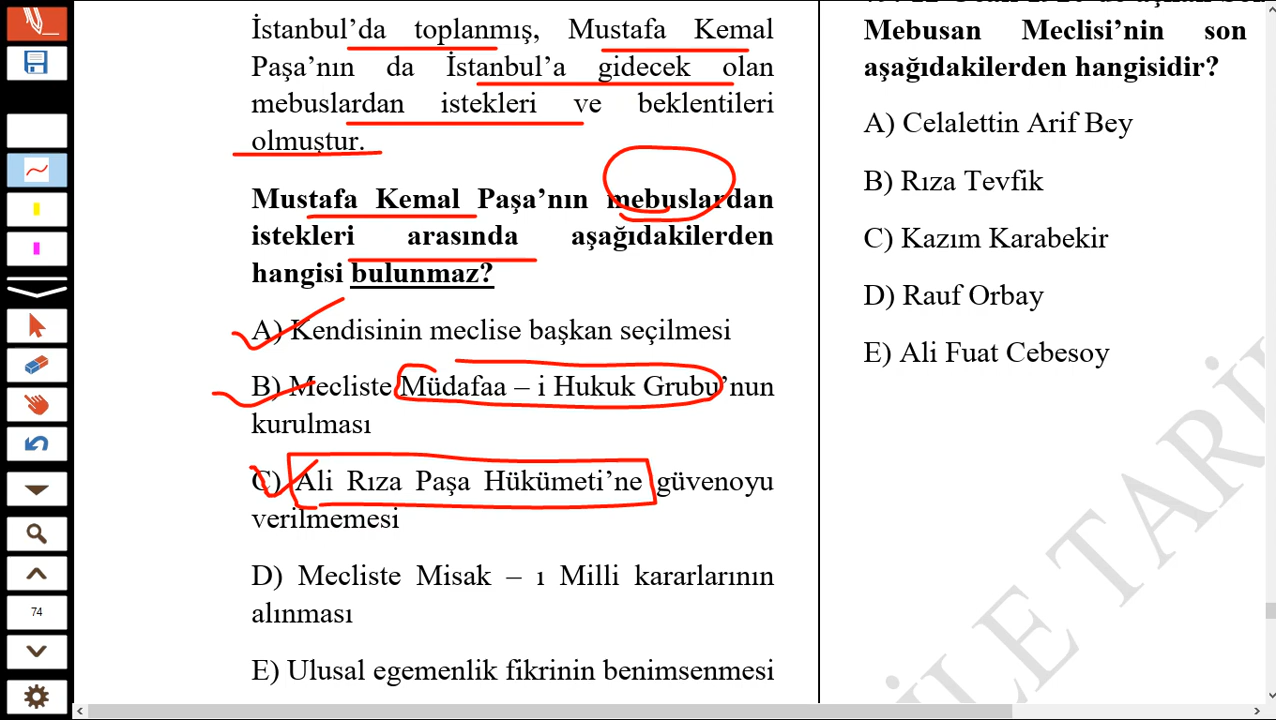 İstanbul’da toplanmış, Mustafa Kemal
Paşa’nın da İstanbul’a gidecek olan
mebuslardan istekleri ve beklentileri
olmuştur.
Mustafa Kemal Paşa’nın mebuslardan
istekleri arasında aşağıdakilerden
hangisi bulunmaz?
A) Kendisinin meclise başkan seçilmesi
B) Mecliste Müdafaa – i Hukuk Grubu’nun
kurulması
C) Ali Rıza Paşa Hükümeti’ne güvenoyu
verilmemesi
D) Mecliste Misak – ı Milli kararlarının
alınması
E) Ulusal egemenlik fikrinin benimsenmesi
Mebusan Meclisi’nin son
aşağıdakilerden hangisidir?
A) Celalettin Arif Bey
B) Rıza Tevfik
C) Kazım Karabekir
D) Rauf Orbay
E) Ali Fuat Cebesoy
İLE TARİ
74